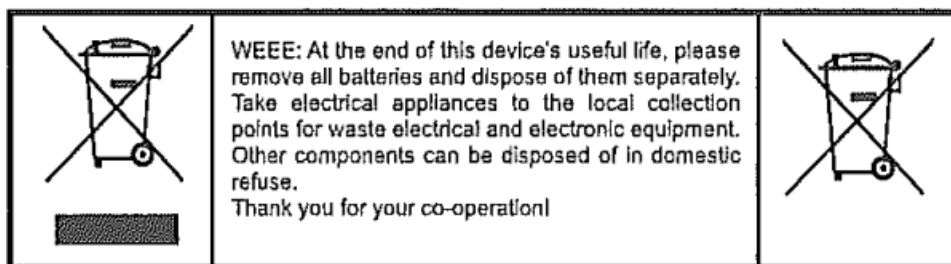 WEEE: At the end of this device's useful life, please
remove all batteries and dispose of them separately.
Take electrical appliances to the local collection
points for waste electrical and electronic equipment.
Other components can be disposed of in domestic
refuse.
Thank you for your co-operation!